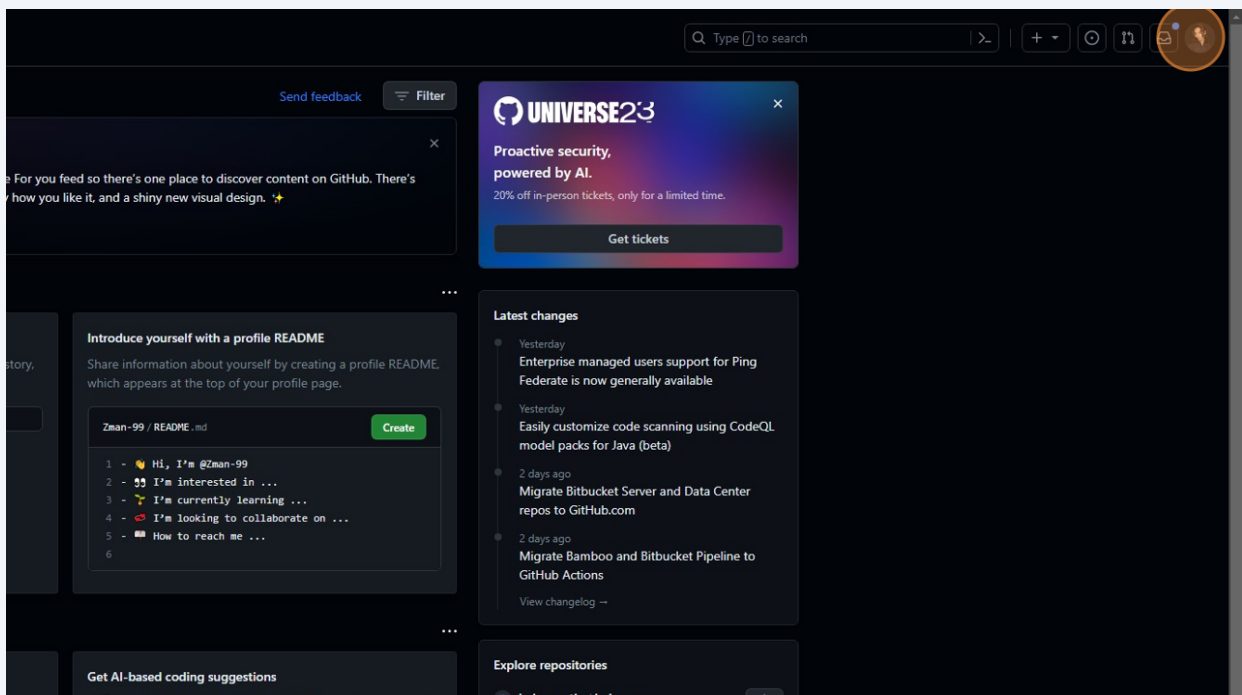 Type / to search
Send feedback
Filter
For you feed so there's one place to discover content on GitHub. There's
how you like it, and a shiny new visual design. ✨
UNIVERSE23
Proactive security,
powered by AI.
20% off in-person tickets, only for a limited time.
Get tickets
story,
Introduce yourself with a profile README
Share information about yourself by creating a profile README,
which appears at the top of your profile page.
Zman-99 / README.md
Create
1 - 👋 Hi, I'm @Zman-99
2 - 👀 I'm interested in ...
3 - 🌱 I'm currently learning ...
4 - 💞️ I'm looking to collaborate on ...
5 - 📫 How to reach me ...
6
Get AI-based coding suggestions
Latest changes
Yesterday
Enterprise managed users support for Ping
Federate is now generally available
Yesterday
Easily customize code scanning using CodeQL
model packs for Java (beta)
2 days ago
Migrate Bitbucket Server and Data Center
repos to GitHub.com
2 days ago
Migrate Bamboo and Bitbucket Pipeline to
GitHub Actions
View changelog →
Explore repositories